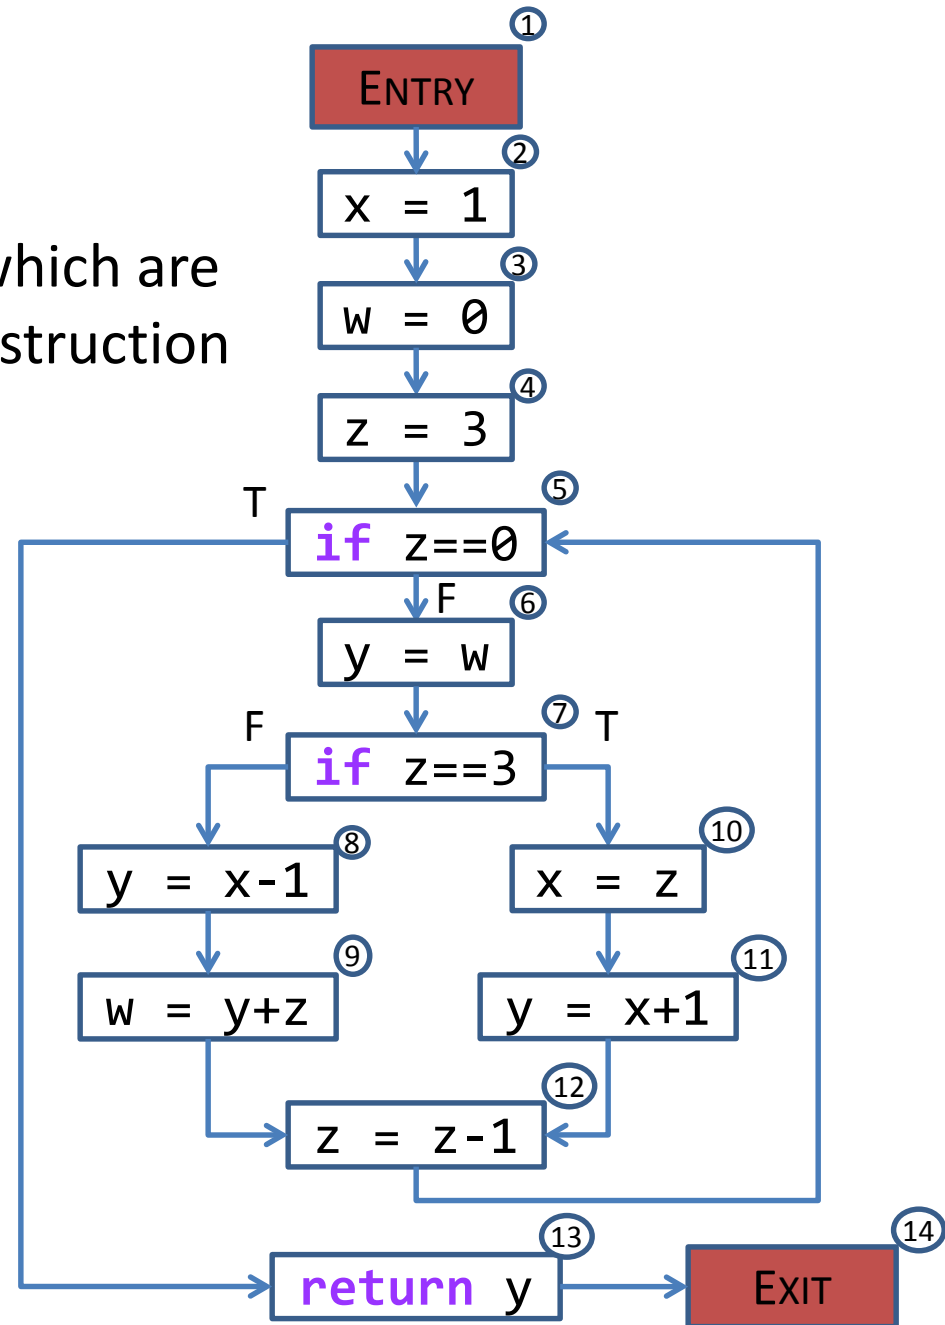 1
ENTRY
2
x = 1
which are
3
w = 0
struction
4
z = 3
5
T
if z==0
F
6
y = w
7
F
T
if z==3
10
8
y = x-1
x = z
9
11
w = y+z
y = x+1
12
z = z-1
13
14
return y
EXIT